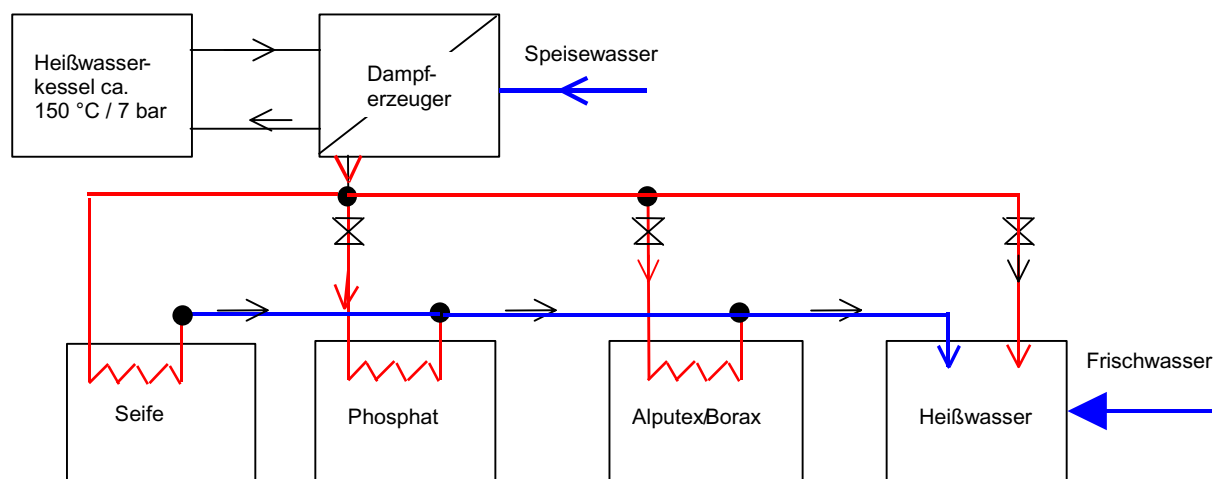 Heißwasser-
kessel ca.
150 °C / 7 bar
Dampf-
erzeuger
Speisewasser
Seife
Phosphat
Alputex/Borax
Heißwasser
Frischwasser